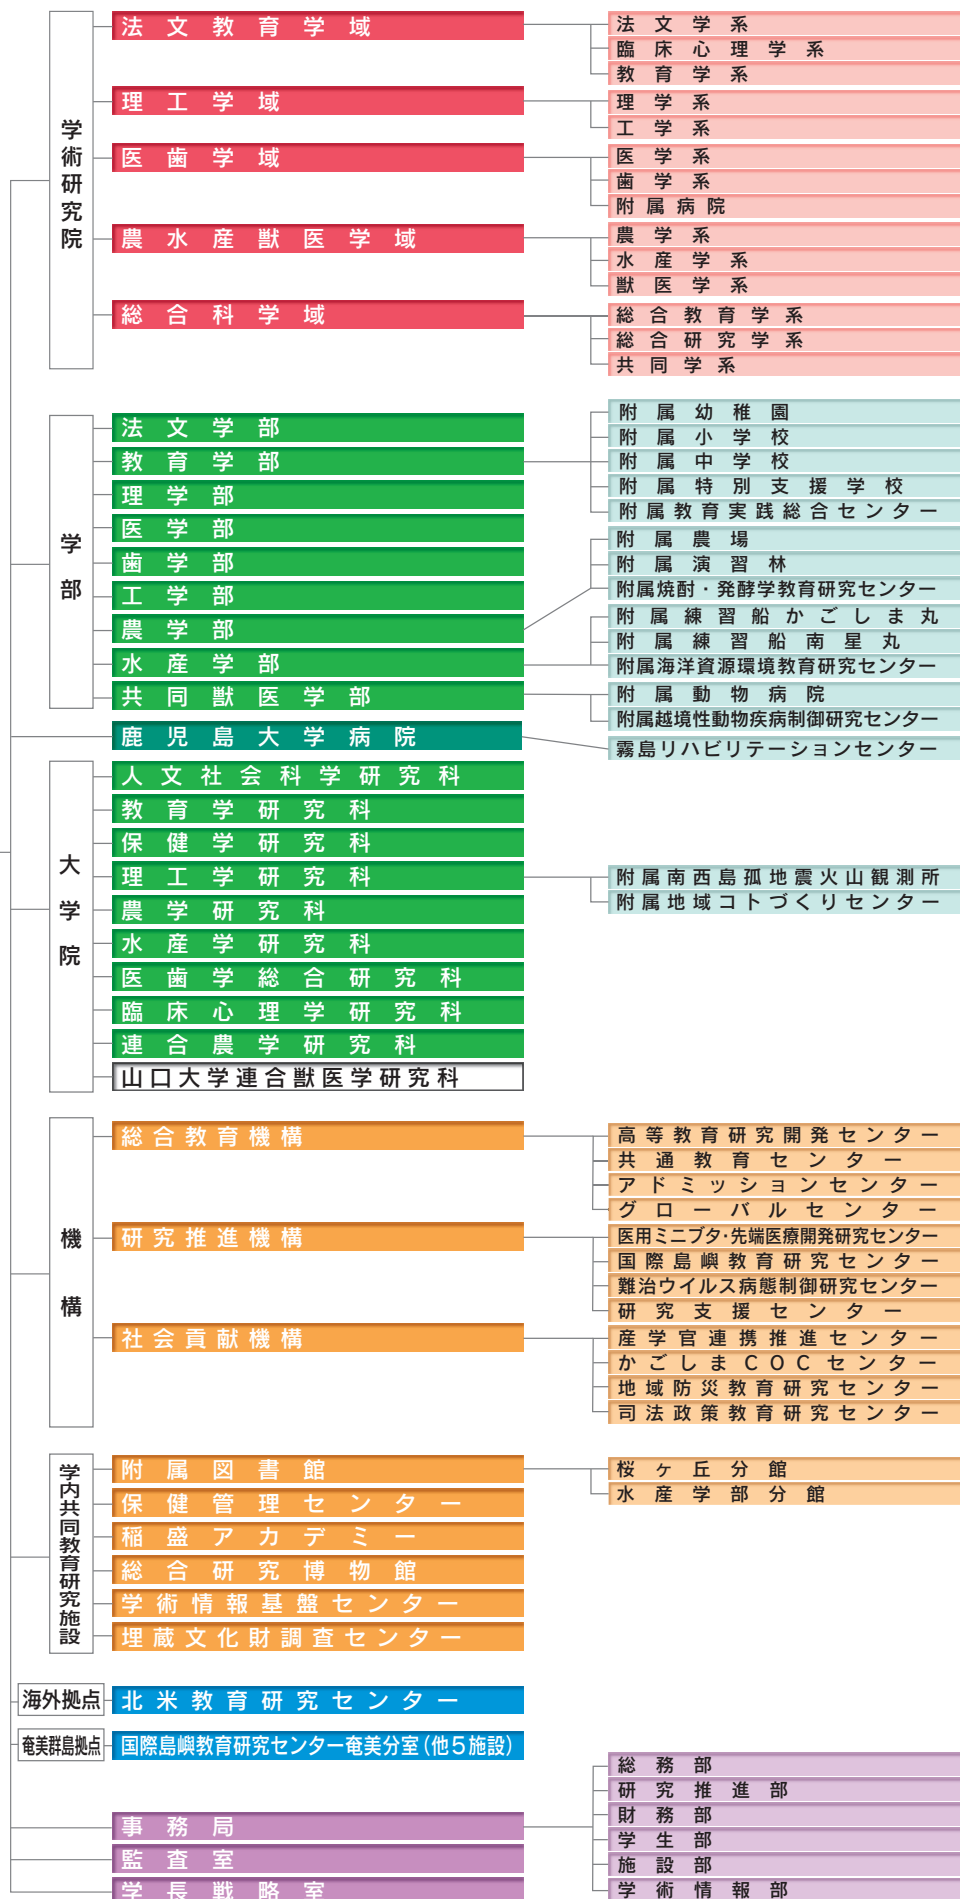 学術研究院
法文教育学域
法文学系
臨床心理学系
教育学系
理工学域
理学系
工学系
医歯学域
医学系
歯学系
附属病院
農水産獣医学域
農学系
水産学系
獣医学系
総合科学域
総合教育学系
総合研究学系
共同学系
学部
法文学部
教育学部
附属幼稚園
附属小学校
附属中学校
附属特別支援学校
附属教育実践総合センター
理学部
医学部
歯学部
工学部
農学部
附属農場
附属演習林
附属焼酎・発酵学教育研究センター
水産学部
附属練習船かごしま丸
附属練習船南星丸
附属海洋資源環境教育研究センター
共同獣医学部
附属動物病院
附属越境性動物疾病制御研究センター
鹿児島大学病院
霧島リハビリテーションセンター
大学院
人文社会科学研究科
教育学研究科
保健学研究科
理工学研究科
附属南西島弧地震火山観測所
附属地域コトづくりセンター
農学研究科
水産学研究科
医歯学総合研究科
臨床心理学研究科
連合農学研究科
山口大学連合獣医学研究科
機構
総合教育機構
高等教育研究開発センター
共通教育センター
アドミッションセンター
グローバルセンター
研究推進機構
医用ミニブタ・先端医療開発研究センター
国際島嶼教育研究センター
難治ウイルス病態制御研究センター
研究支援センター
社会貢献機構
産学官連携推進センター
かごしまCOCセンター
地域防災教育研究センター
司法政策教育研究センター
学内共同教育研究施設
附属図書館
桜ヶ丘分館
水産学部分館
保健管理センター
稲盛アカデミー
総合研究博物館
学術情報基盤センター
埋蔵文化財調査センター
海外拠点
北米教育研究センター
奄美群島拠点
国際島嶼教育研究センター奄美分室(他5施設)
事務局
総務部
研究推進部
財務部
学生部
施設部
学術情報部
監査室
学長戦略室